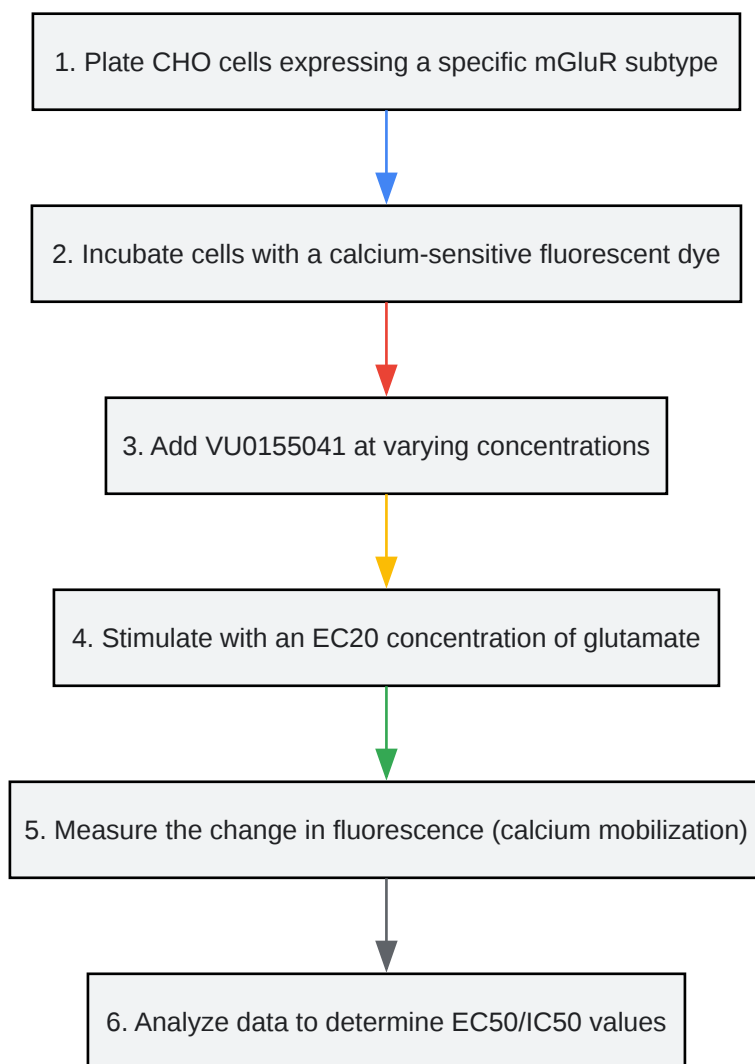 1. Plate CHO cells expressing a specific mGluR subtype
2. Incubate cells with a calcium-sensitive fluorescent dye
3. Add VU0155041 at varying concentrations
4. Stimulate with an EC20 concentration of glutamate
5. Measure the change in fluorescence (calcium mobilization)
6. Analyze data to determine EC50/IC50 values